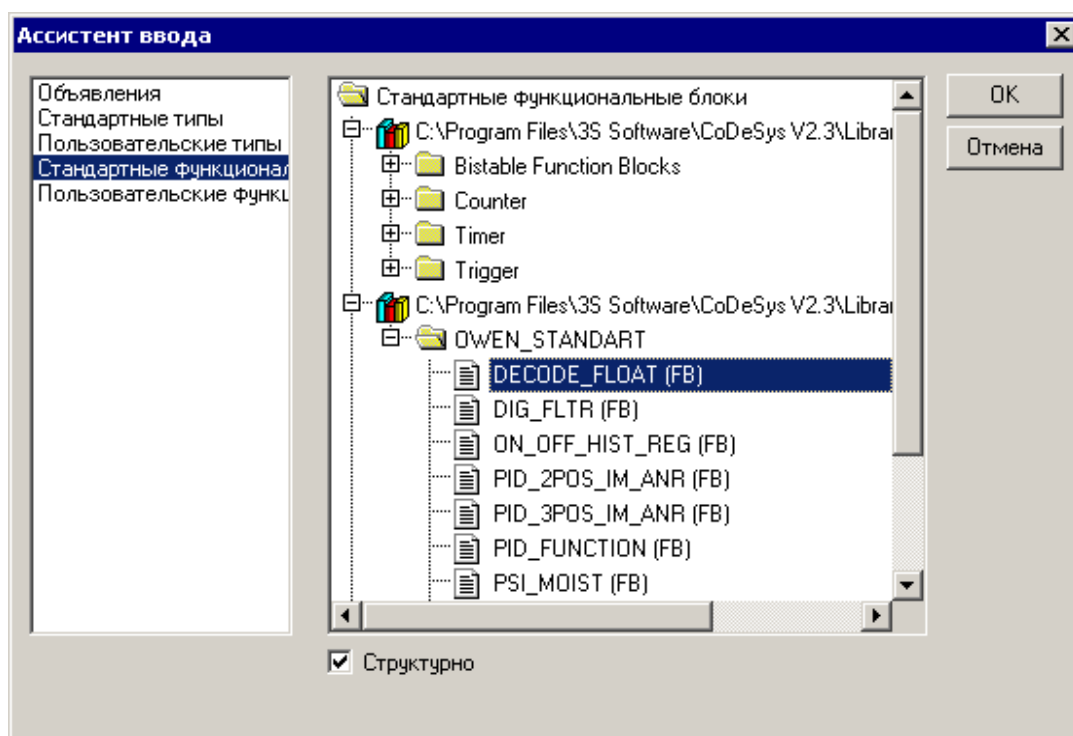 Ассистент ввода
Объявления
Стандартные типы
Пользовательские типы
Стандартные функционал
Пользовательские функц
Стандартные функциональные блоки
C:\Program Files\3S Software\CoDeSys V2.3\Librar
Bistable Function Blocks
Counter
Timer
Trigger
C:\Program Files\3S Software\CoDeSys V2.3\Librar
OWEN_STANDART
DECODE_FLOAT (FB)
DIG_FLTR (FB)
ON_OFF_HIST_REG (FB)
PID_2POS_IM_ANR (FB)
PID_3POS_IM_ANR (FB)
PID_FUNCTION (FB)
PSI_MOIST (FB)
Структурно
OK
Отмена